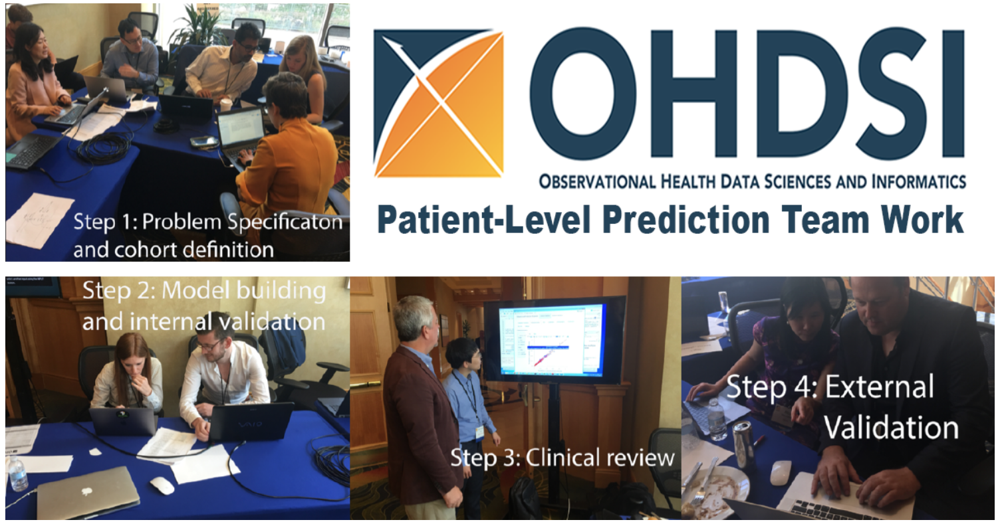 OHDSI
OBSERVATIONAL HEALTH DATA SCIENCES AND INFORMATICS
Patient-Level Prediction Team Work
Step 1: Problem Specificaton
and cohort definition
Step 2: Model building
and internal validation
VAIO
Step 3: Clinical review
Step 4: External
Validation